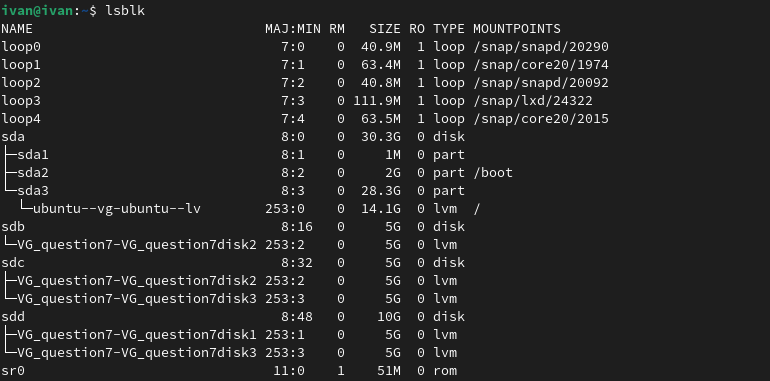 ivan@ivan:~$ lsblk
NAME                              MAJ:MIN RM   SIZE RO TYPE MOUNTPOINTS
loop0                               7:0    0  40.9M  1 loop /snap/snapd/20290
loop1                               7:1    0  63.4M  1 loop /snap/core20/1974
loop2                               7:2    0  40.8M  1 loop /snap/snapd/20092
loop3                               7:3    0 111.9M  1 loop /snap/lxd/24322
loop4                               7:4    0  63.5M  1 loop /snap/core20/2015
sda                                 8:0    0  30.3G  0 disk
├─sda1                              8:1    0     1M  0 part
├─sda2                              8:2    0     2G  0 part /boot
└─sda3                              8:3    0  28.3G  0 part
  └─ubuntu--vg-ubuntu--lv         253:0    0  14.1G  0 lvm  /
sdb                                 8:16   0     5G  0 disk
└─VG_question7-VG_question7disk2 253:2    0     5G  0 lvm
sdc                                 8:32   0     5G  0 disk
├─VG_question7-VG_question7disk2 253:2    0     5G  0 lvm
└─VG_question7-VG_question7disk3 253:3    0     5G  0 lvm
sdd                                 8:48   0    10G  0 disk
├─VG_question7-VG_question7disk1 253:1    0     5G  0 lvm
└─VG_question7-VG_question7disk3 253:3    0     5G  0 lvm
sr0                                11:0    1    51M  0 rom